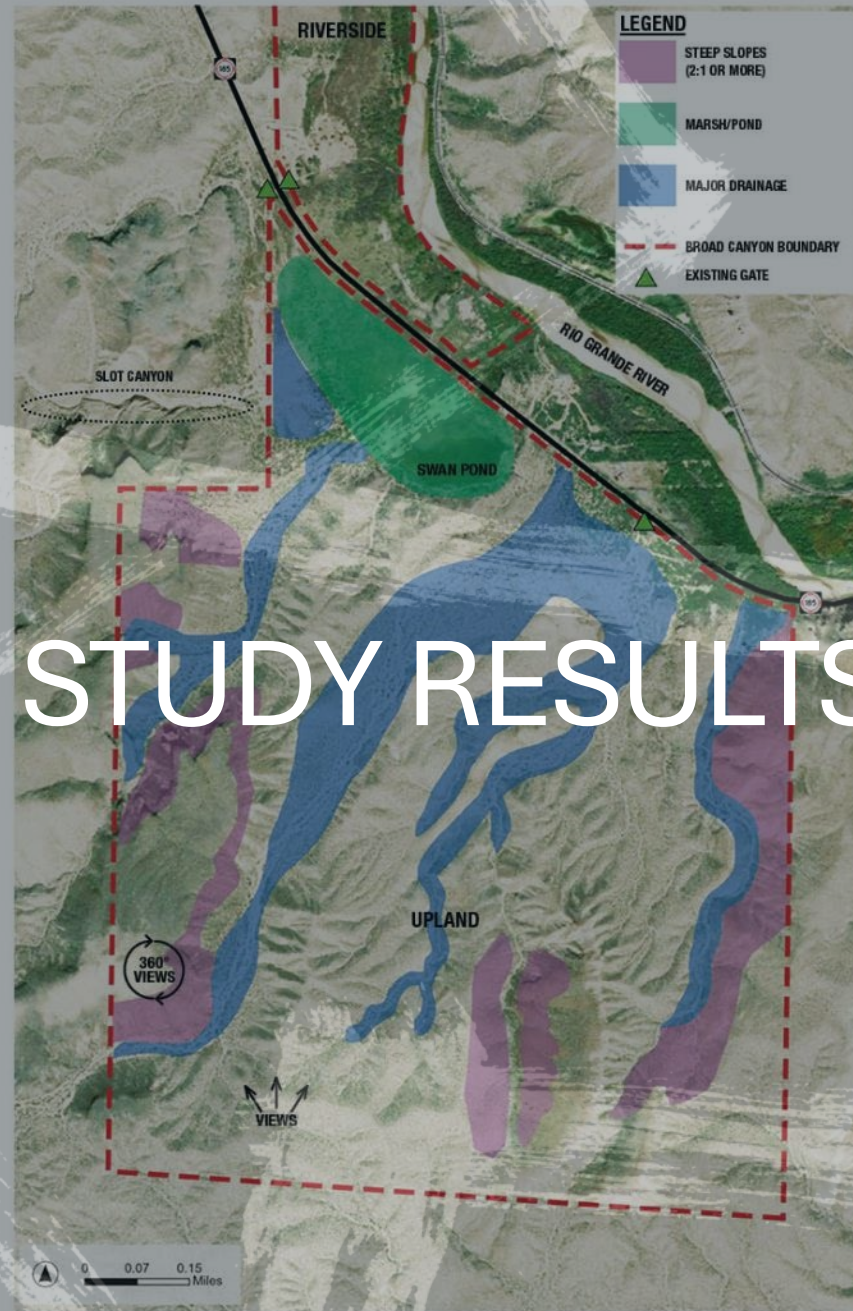 RIVERSIDE
LEGEND
STEEP SLOPES
(2:1 OR MORE)
MARSH/POND
MAJOR DRAINAGE
BROAD CANYON BOUNDARY
EXISTING GATE
185
RIO GRANDE RIVER
SLOT CANYON
SWAN POND
185
STUDY RESULTS
UPLAND
360°
VIEWS
VIEWS
0 0.07 0.15
Miles